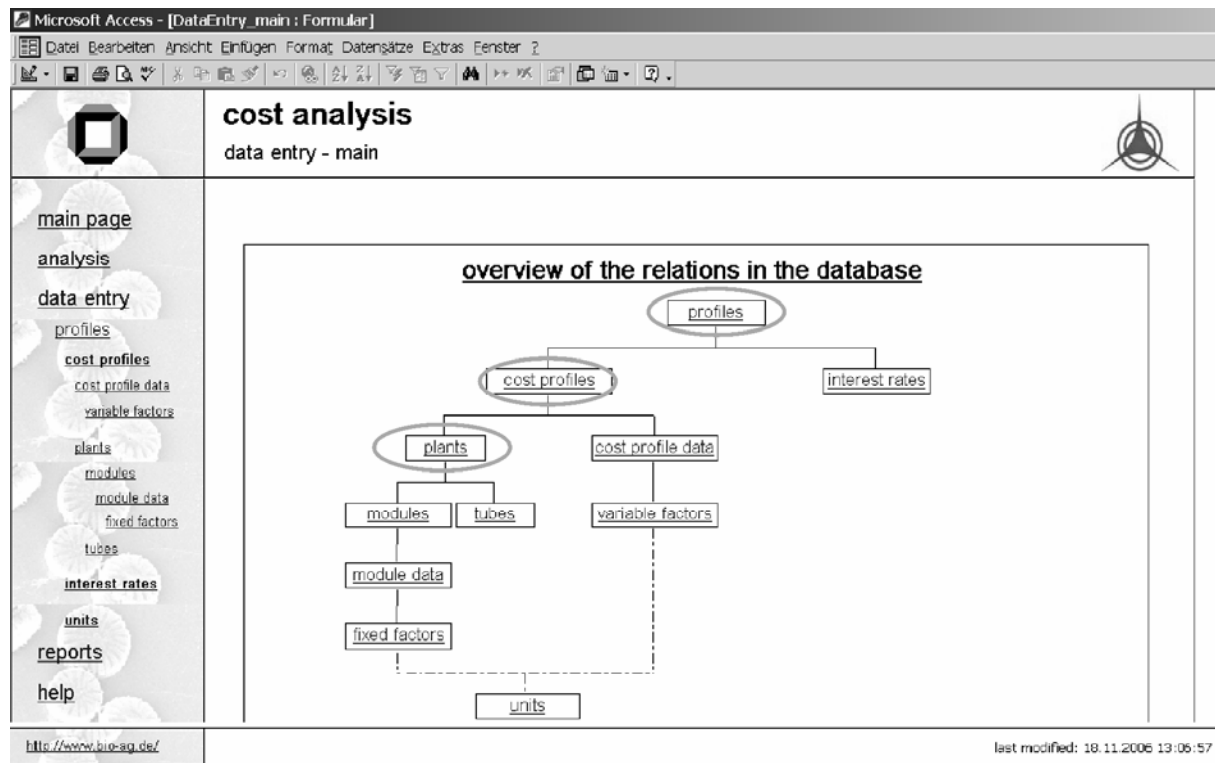 Microsoft Access - [DataEntry_main : Formular]
Datei Bearbeiten Ansicht Einfügen Format Datensätze Extras Fenster ?
cost analysis
data entry - main
main page
analysis
data entry
profiles
cost profiles
cost profile data
variable factors
plants
modules
module data
fixed factors
tubes
interest rates
units
reports
help
overview of the relations in the database
profiles
cost profiles interest rates
plants cost profile data
modules tubes variable factors
module data
fixed factors
units
http://www.bio-ag.de/
last modified: 18.11.2006 13:06:57